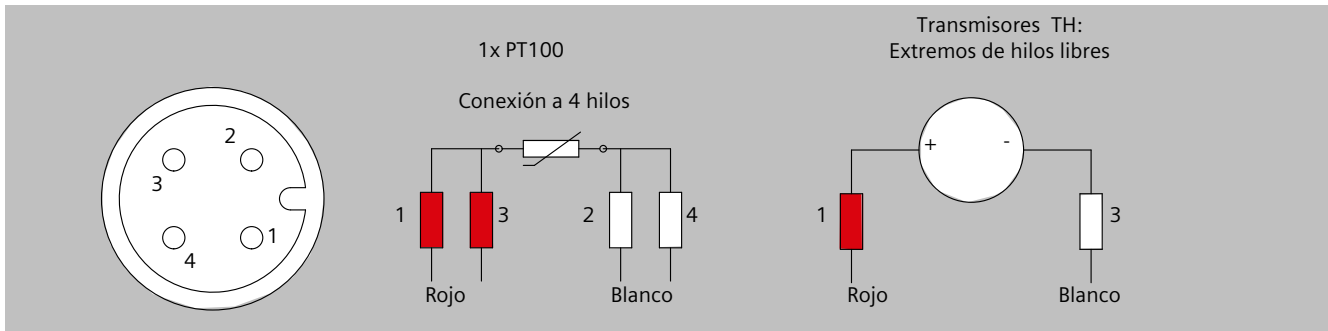 2
3
1
4
1x PT100
Conexión a 4 hilos
1
3
2
4
Rojo
Blanco
Transmisores TH:
Extremos de hilos libres
+
-
1
3
Rojo
Blanco